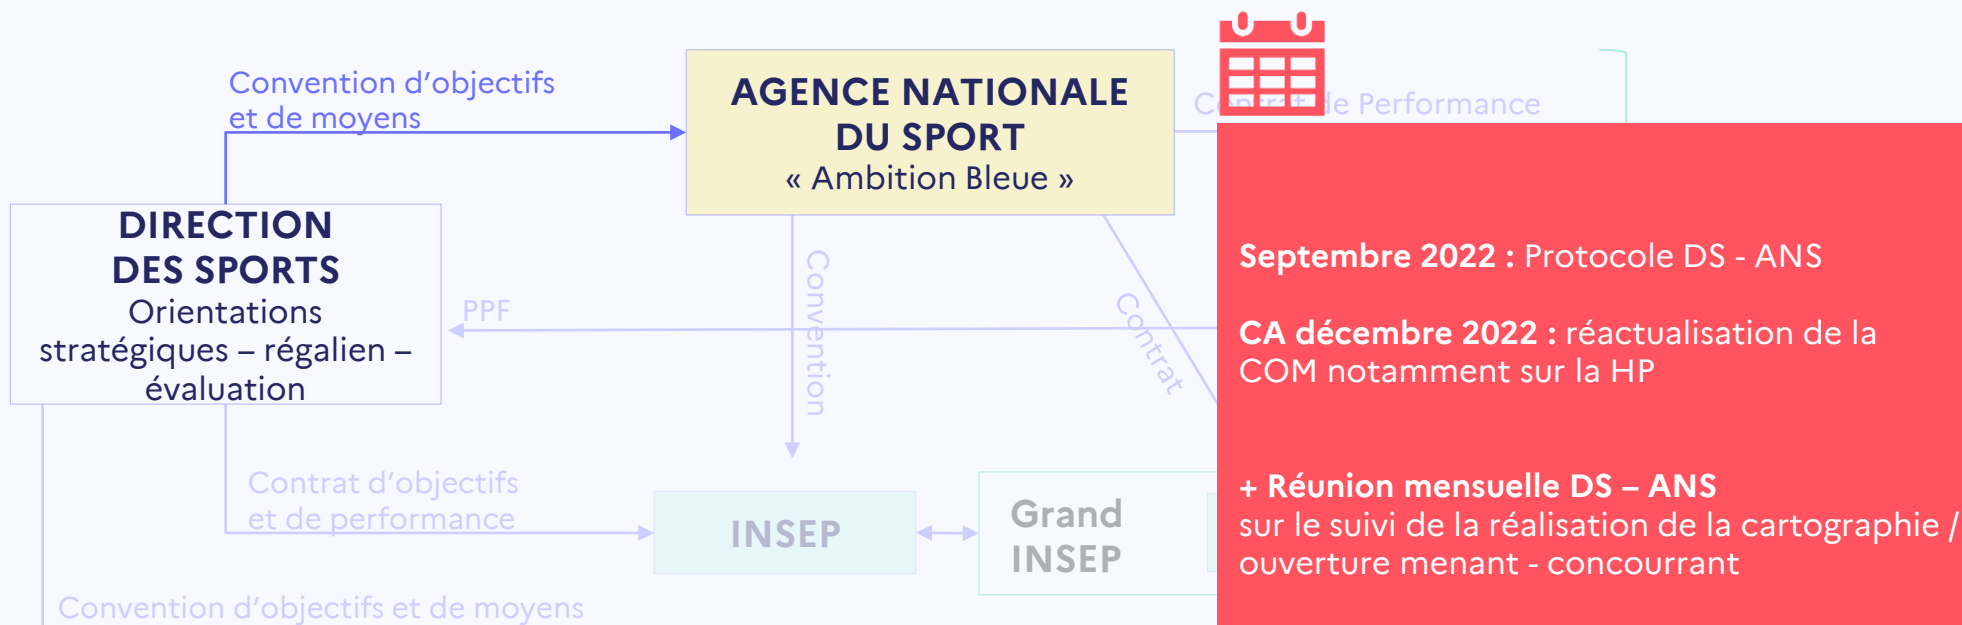 Convention d’objectifs
et de moyens
AGENCE NATIONALE
DU SPORT
« Ambition Bleue »
Contrat de Performance
DIRECTION
DES SPORTS
Orientations
stratégiques – régalien –
évaluation
PPF
Convention
Contrat
Contrat d’objectifs
et de performance
INSEP
Grand
INSEP
Convention d’objectifs et de moyens
Septembre 2022 : Protocole DS - ANS
CA décembre 2022 : réactualisation de la
COM notamment sur la HP
+ Réunion mensuelle DS – ANS
sur le suivi de la réalisation de la cartographie /
ouverture menant - concourrant